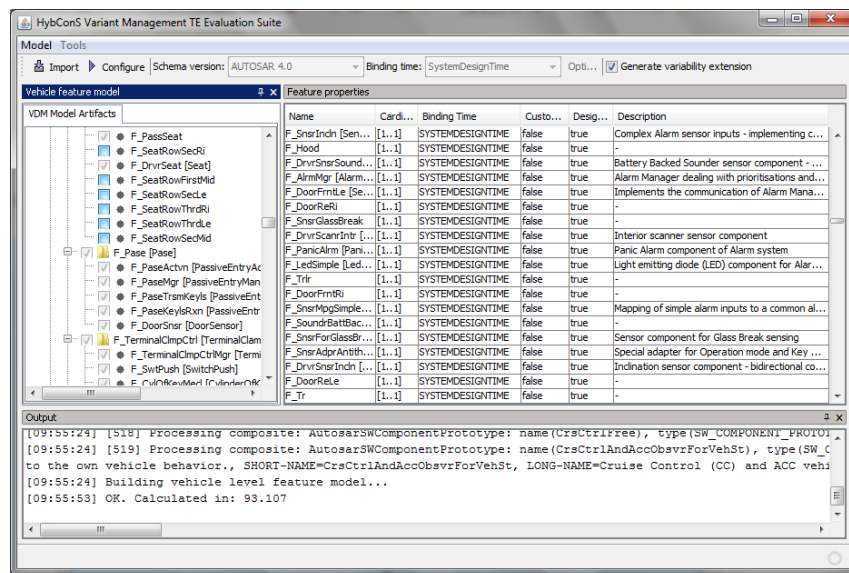 HybConS Variant Management TE Evaluation Suite
Model Tools
Import Configure Schema version: AUTOSAR 4.0 Binding time: SystemDesignTime Opti... Generate variability extension
Vehicle feature model
VDM Model Artifacts
F_PassSeat
F_SeatRowSecRi
F_DrvrSeat [Seat]
F_SeatRowFirstMid
F_SeatRowSecLe
F_SeatRowThrdRi
F_SeatRowThrdLe
F_SeatRowSecMid
F_Pase [Pase]
F_PaseActvn [PassiveEntryAc
F_PaseMgr [PassiveEntryMan
F_PaseTrsmKeyls [PassiveEnt
F_PaseKeylsRxn [PassiveEntr
F_DoorSnsr [DoorSensor]
F_TerminalClmpCtrl [TerminalClam
F_TerminalClmpCtrlMgr [Termi
F_SwtPush [SwitchPush]
F_CylOfKeyMecl [CylinderOfK
Feature properties
Name Cardi... Binding Time Custo... Desig... Description
F_SnsrIncln [Sen... [1..1] SYSTEMDESIGNTIME false true Complex Alarm sensor inputs - implementing c...
F_Hood [1..1] SYSTEMDESIGNTIME false true -
F_DrvrSnsrSound... [1..1] SYSTEMDESIGNTIME false true Battery Backed Sounder sensor component - ...
F_AlrmMgr [Alarm... [1..1] SYSTEMDESIGNTIME false true Alarm Manager dealing with prioritisations and...
F_DoorFrntLe [Se... [1..1] SYSTEMDESIGNTIME false true Implements the communication of Alarm Mana...
F_DoorReRi [1..1] SYSTEMDESIGNTIME false true -
F_SnsrGlassBreak [1..1] SYSTEMDESIGNTIME false true -
F_DrvrScanrIntr [... [1..1] SYSTEMDESIGNTIME false true Interior scanner sensor component
F_PanicAlrm [Pani... [1..1] SYSTEMDESIGNTIME false true Panic Alarm component of Alarm system
F_LedSimple [Led... [1..1] SYSTEMDESIGNTIME false true Light emitting diode (LED) component for Alar...
F_Trlr [1..1] SYSTEMDESIGNTIME false true -
F_DoorFrntRi [1..1] SYSTEMDESIGNTIME false true -
F_SnsrMpgSimple... [1..1] SYSTEMDESIGNTIME false true Mapping of simple alarm inputs to a common al...
F_SoundrBattBac... [1..1] SYSTEMDESIGNTIME false true -
F_SnsrForGlassBr... [1..1] SYSTEMDESIGNTIME false true Sensor component for Glass Break sensing
F_SnsrAdprAntith... [1..1] SYSTEMDESIGNTIME false true Special adapter for Operation mode and Key ...
F_DrvrSnsrIncln [... [1..1] SYSTEMDESIGNTIME false true Inclination sensor component - bidirectional co...
F_DoorReLe [1..1] SYSTEMDESIGNTIME false true -
F_Tr [1..1] SYSTEMDESIGNTIME false true -
Output
[09:55:24] [518] Processing composite: AutosarSWComponentPrototype: name(CrsCtrlFree), type(SW_COMPONENT_PROTOT
[09:55:24] [519] Processing composite: AutosarSWComponentPrototype: name(CrsCtrlAndAccObsvrForVehSt), type(SW_C
to the own vehicle behavior., SHORT-NAME=CrsCtrlAndAccObsvrForVehSt, LONG-NAME=Cruise Control (CC) and ACC vehi
[09:55:24] Building vehicle level feature model...
[09:55:53] OK. Calculated in: 93.107